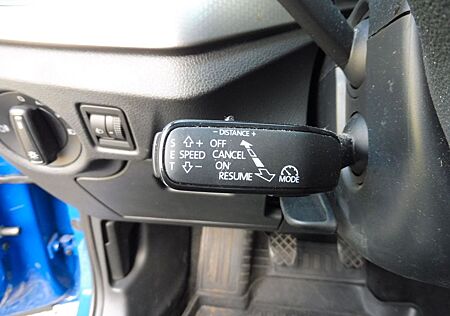 - DISTANCE +
S + OFF
E SPEED CANCEL
T - ON
RESUME MODE